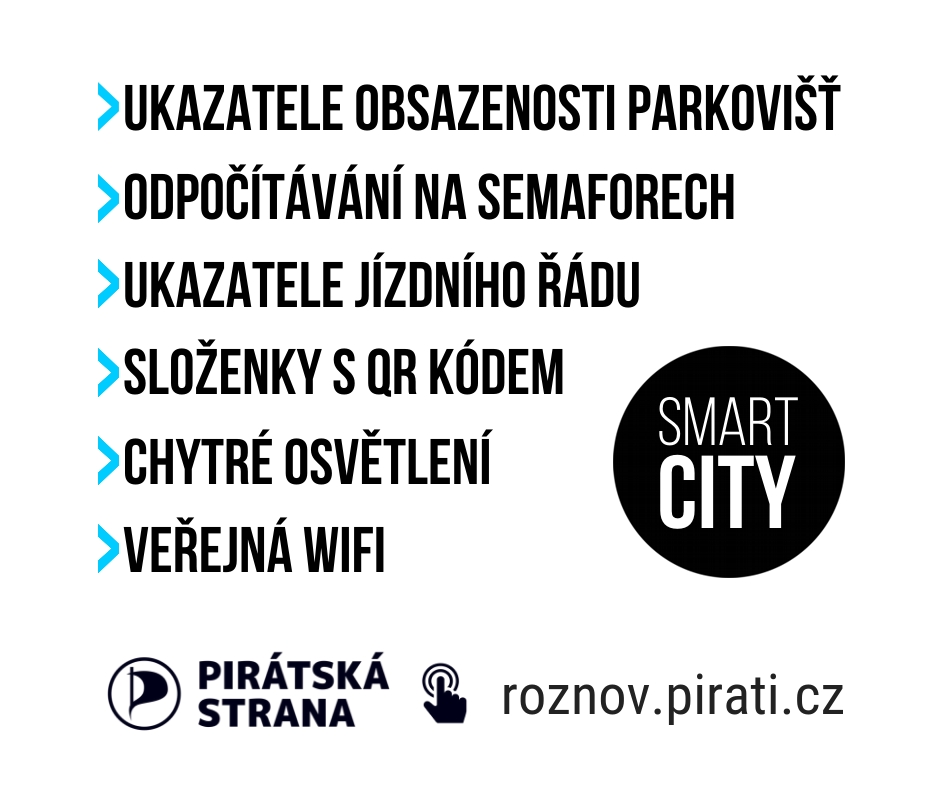 UKAZATELE OBSAZENOSTI PARKOVIŠŤ
ODPOČÍTÁVÁNÍ NA SEMAFORECH
UKAZATELE JÍZDNÍHO ŘÁDU
SLOŽENKY S QR KÓDEM
CHYTRÉ OSVĚTLENÍ
VEŘEJNÁ WIFI
SMART
CITY
PIRÁTSKÁ
STRANA
roznov.pirati.cz